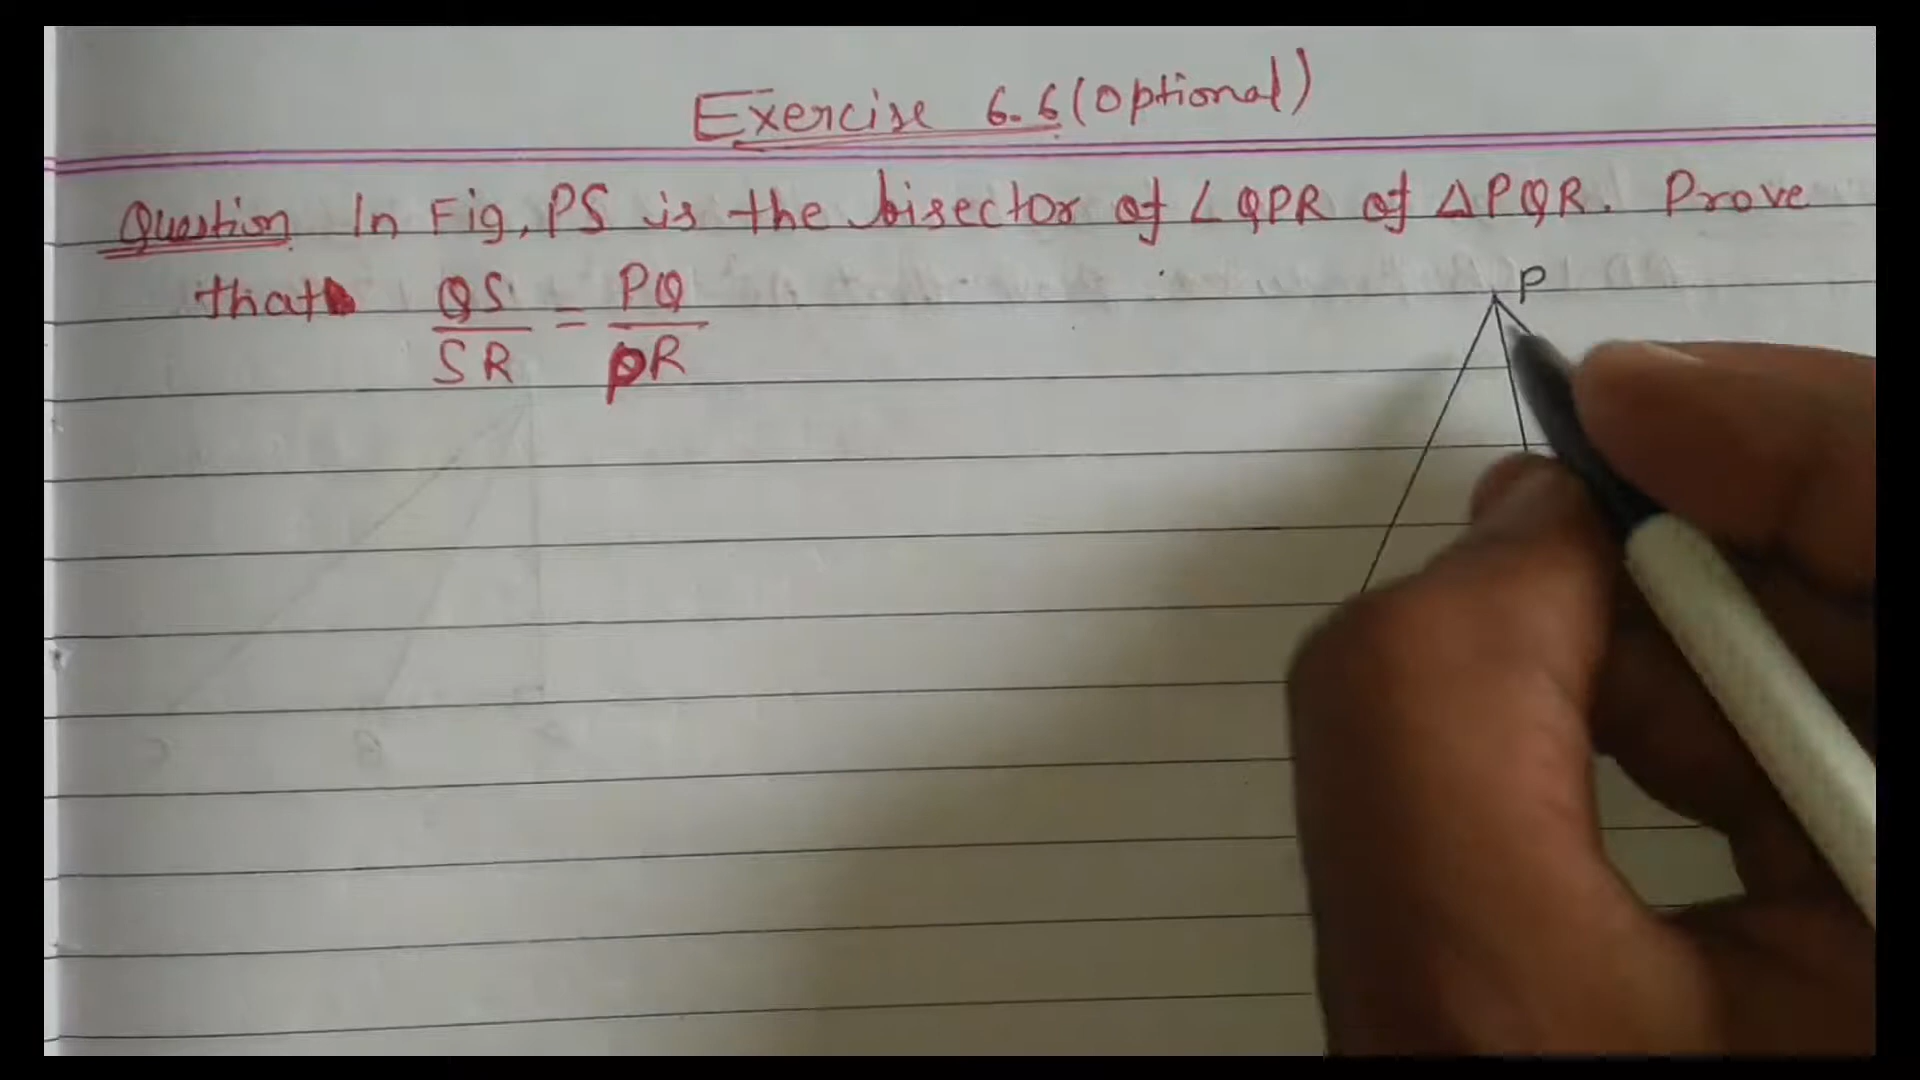 Exercise 6.6 (Optional)
Question In Fig, PS is the bisector of ∠QPR of ΔPQR. Prove
that QS/SR = PQ/PR
P